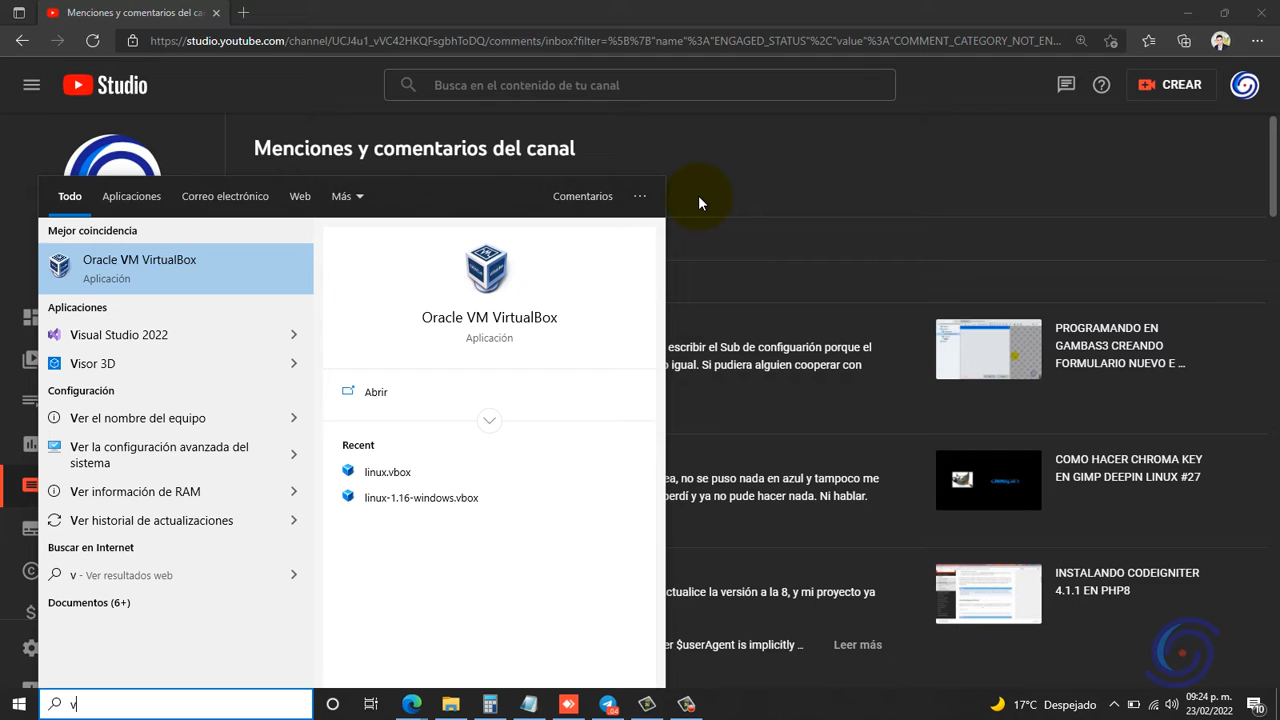 Menciones y comentarios del ca
https://studio.youtube.com/channel/UCJ4u1_vVC42HKQFsgbhToDQ/comments/inbox?filter=%5B%7B"name"%3A"ENGAGED_STATUS"%2C"value"%3A"COMMENT_CATEGORY_NOT_EN...
Studio
Busca en el contenido de tu canal
CREAR
Menciones y comentarios del canal
Todo
Aplicaciones
Correo electrónico
Web
Más
Comentarios
Mejor coincidencia
Oracle VM VirtualBox
Aplicación
Aplicaciones
Visual Studio 2022
Visor 3D
Configuración
Ver el nombre del equipo
Ver la configuración avanzada del
sistema
Ver información de RAM
Ver historial de actualizaciones
Buscar en Internet
v - Ver resultados web
Documentos (6+)
Oracle VM VirtualBox
Aplicación
Abrir
Recent
linux.vbox
linux-1.16-windows.vbox
escribir el Sub de configuarión porque el
igual. Si pudiera alguien cooperar con
PROGRAMANDO EN
GAMBAS3 CREANDO
FORMULARIO NUEVO E ...
ea, no se puso nada en azul y tampoco me
perdí y ya no pude hacer nada. Ni hablar.
COMO HACER CHROMA KEY
EN GIMP DEEPIN LINUX #27
actualice la versión a la 8, y mi proyecto ya
er $userAgent is implicitly ...
Leer más
INSTALANDO CODEIGNITER
4.1.1 EN PHP8
v
04
17°C Despejado
09:24 p. m.
23/02/2022
10